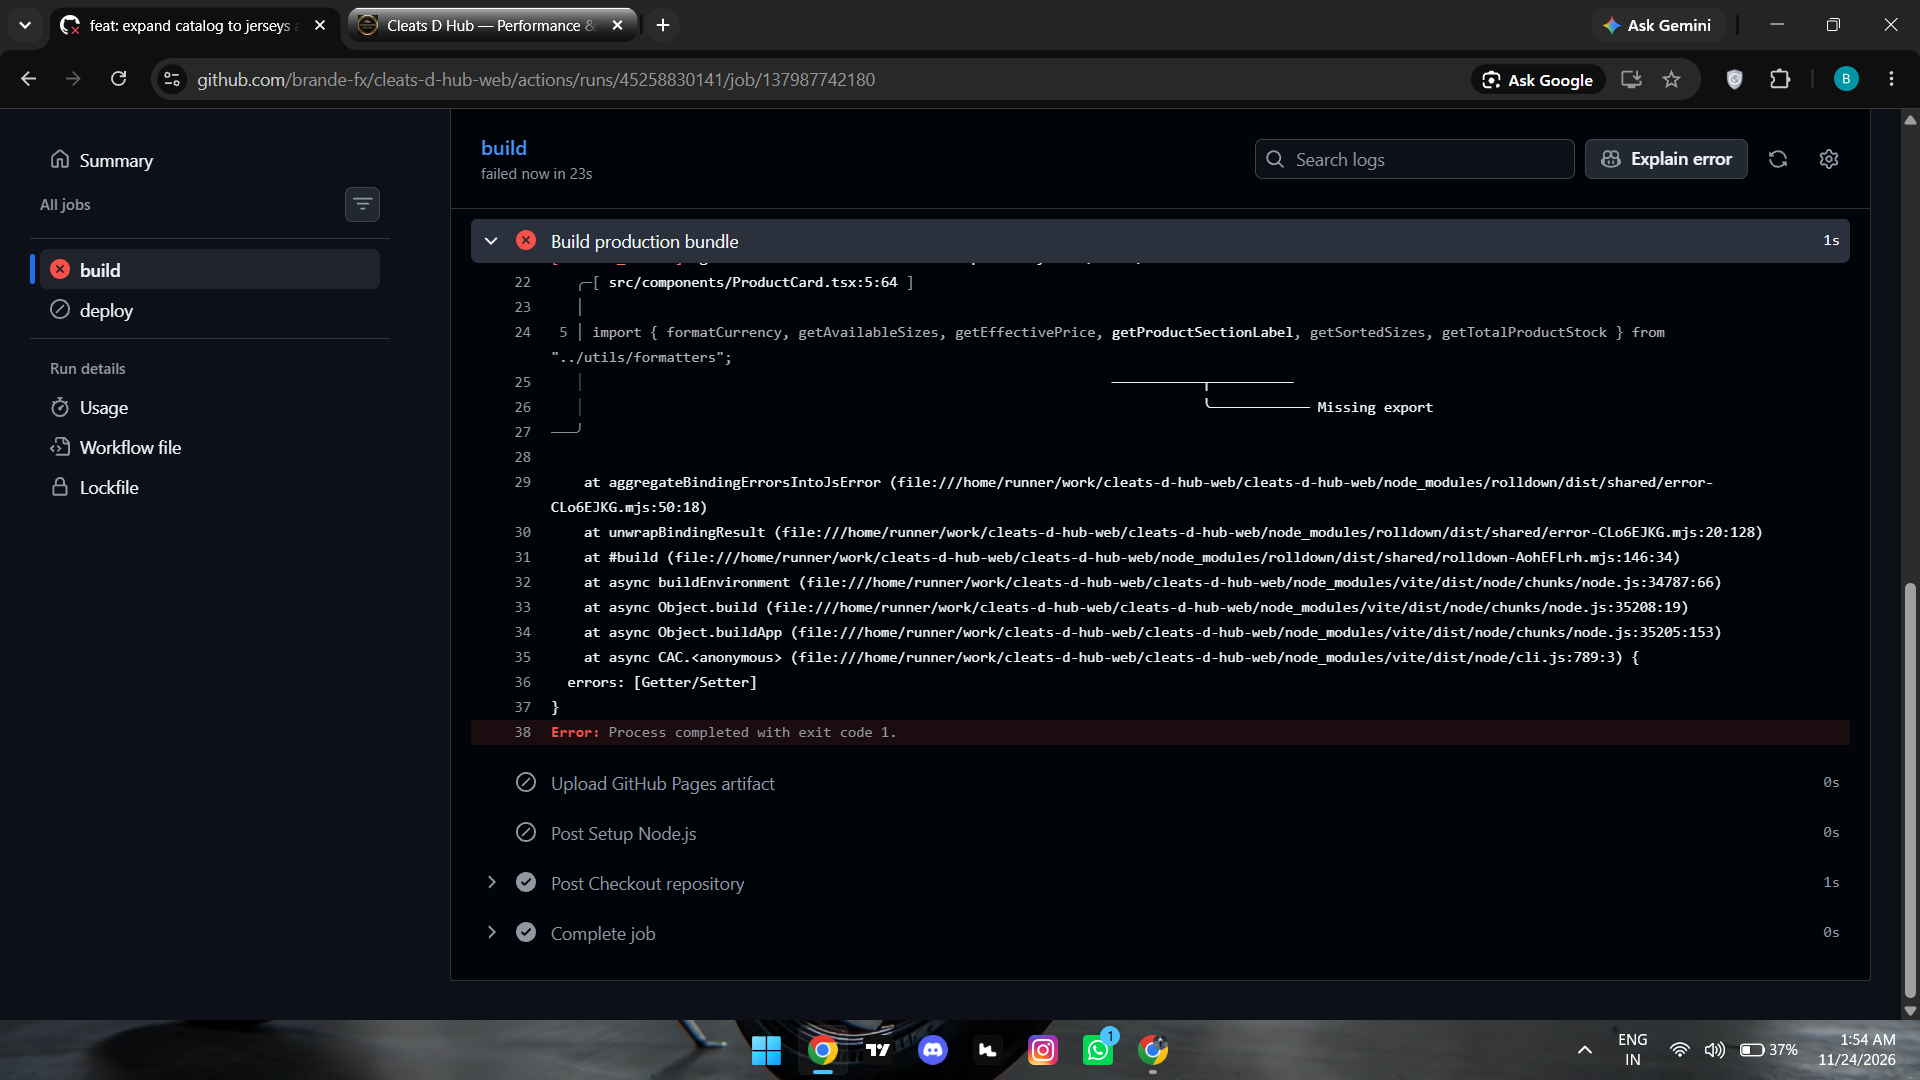 feat: expand catalog to jerseys a
Cleats D Hub — Performance &
Ask Gemini
github.com/brande-fx/cleats-d-hub-web/actions/runs/45258830141/job/137987742180
Ask Google
B
Summary
All jobs
build
deploy
Run details
Usage
Workflow file
Lockfile
build
failed now in 23s
Search logs
Explain error
Build production bundle
1s
22 ╭─[ src/components/ProductCard.tsx:5:64 ]
23 │
24 5 │ import { formatCurrency, getAvailableSizes, getEffectivePrice, getProductSectionLabel, getSortedSizes, getTotalProductStock } from
"../utils/formatters";
25 │ ───────────┬──────────
26 │ ╰──────────── Missing export
27 ───╯
28
29 at aggregateBindingErrorsIntoJsError (file:///home/runner/work/cleats-d-hub-web/cleats-d-hub-web/node_modules/rolldown/dist/shared/error-
CLo6EJKG.mjs:50:18)
30 at unwrapBindingResult (file:///home/runner/work/cleats-d-hub-web/cleats-d-hub-web/node_modules/rolldown/dist/shared/error-CLo6EJKG.mjs:20:128)
31 at #build (file:///home/runner/work/cleats-d-hub-web/cleats-d-hub-web/node_modules/rolldown/dist/shared/rolldown-AohEFLrh.mjs:146:34)
32 at async buildEnvironment (file:///home/runner/work/cleats-d-hub-web/cleats-d-hub-web/node_modules/vite/dist/node/chunks/node.js:34787:66)
33 at async Object.build (file:///home/runner/work/cleats-d-hub-web/cleats-d-hub-web/node_modules/vite/dist/node/chunks/node.js:35208:19)
34 at async Object.buildApp (file:///home/runner/work/cleats-d-hub-web/cleats-d-hub-web/node_modules/vite/dist/node/chunks/node.js:35205:153)
35 at async CAC.<anonymous> (file:///home/runner/work/cleats-d-hub-web/cleats-d-hub-web/node_modules/vite/dist/node/cli.js:789:3) {
36 errors: [Getter/Setter]
37 }
38 Error: Process completed with exit code 1.
Upload GitHub Pages artifact
0s
Post Setup Node.js
0s
Post Checkout repository
1s
Complete job
0s
1
ENG
IN
37%
1:54 AM
11/24/2026